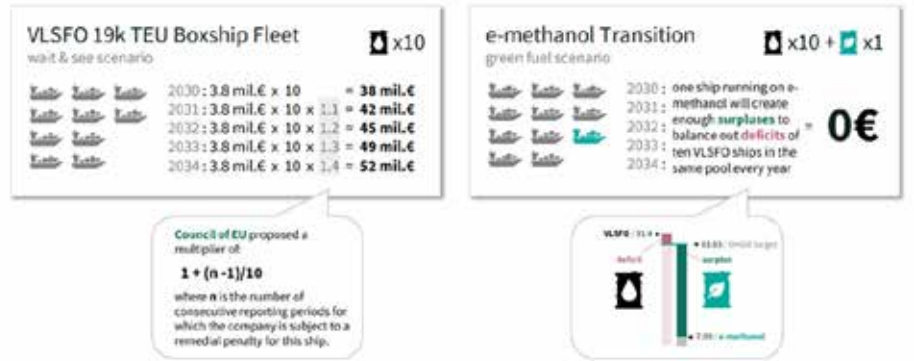 VLSFO 19k TEU Boxship Fleet
wait & see scenario
x10
2030: 3.8 mil.€ x 10 = 38 mil.€
2031: 3.8 mil.€ x 10 x 1.1 = 42 mil.€
2032: 3.8 mil.€ x 10 x 1.2 = 45 mil.€
2033: 3.8 mil.€ x 10 x 1.3 = 49 mil.€
2034: 3.8 mil.€ x 10 x 1.4 = 52 mil.€
Council of EU proposed a
multiplier of:
1 + (n -1)/10
where n is the number of
consecutive reporting periods for
which the company is subject to a
remedial penalty for this ship.
e-methanol Transition
green fuel scenario
x10 + x1
2030: one ship running on e-
2031: methanol will create
enough surpluses to
2032: balance out deficits of
2033: ten VLSFO ships in the
2034: same pool every year
= 0€
VLSFO
target
deficit
surplus
e-methanol